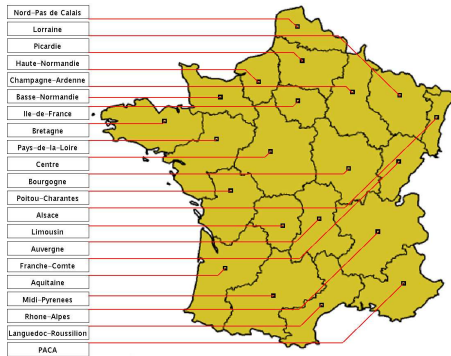 Nord-Pas de Calais
Lorraine
Picardie
Haute-Normandie
Champagne-Ardenne
Basse-Normandie
Ile-de-France
Bretagne
Pays-de-la-Loire
Centre
Bourgogne
Poitou-Charantes
Alsace
Limousin
Auvergne
Franche-Comte
Aquitaine
Midi-Pyrenees
Rhone-Alpes
Languedoc-Roussillon
PACA